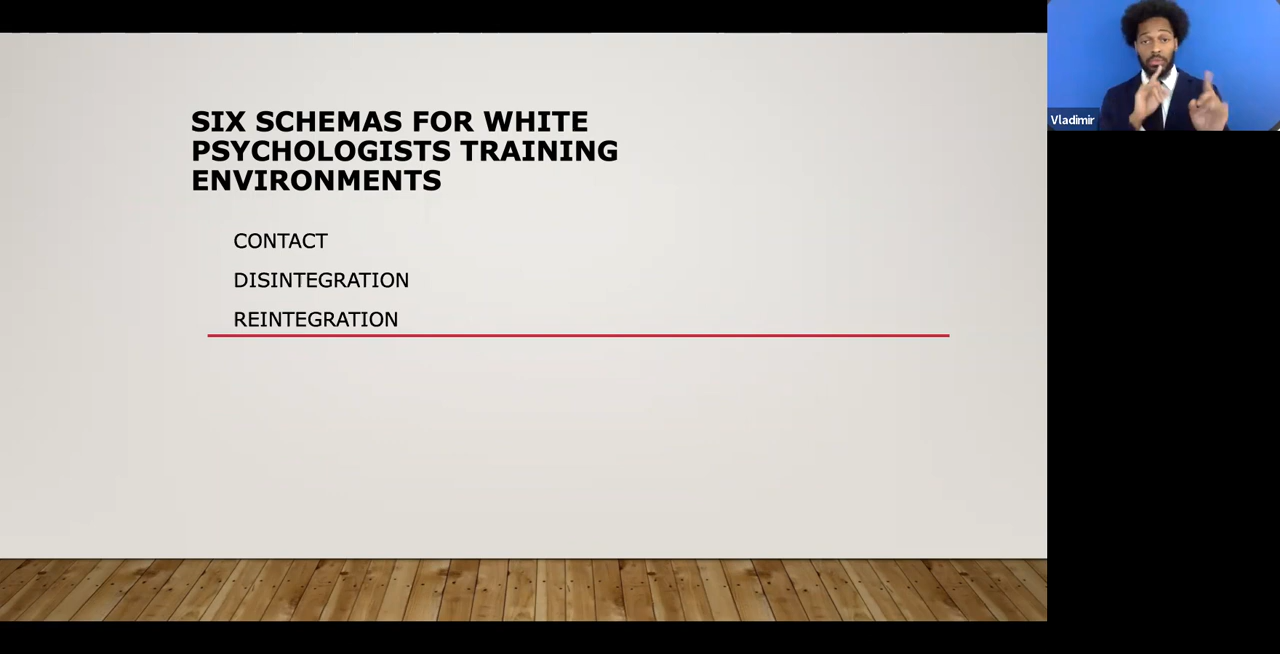 SIX SCHEMAS FOR WHITE
PSYCHOLOGISTS TRAINING
ENVIRONMENTS
CONTACT
DISINTEGRATION
REINTEGRATION
Vladimir